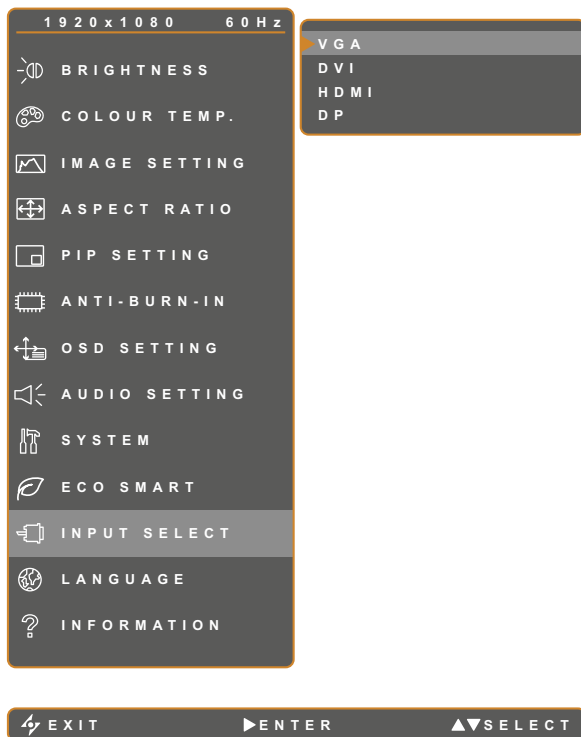 1920x1080 60Hz
BRIGHTNESS
COLOUR TEMP.
IMAGE SETTING
ASPECT RATIO
PIP SETTING
ANTI-BURN-IN
OSD SETTING
AUDIO SETTING
SYSTEM
ECO SMART
INPUT SELECT
LANGUAGE
INFORMATION
VGA
DVI
HDMI
DP
EXIT ▶ENTER ▲▼SELECT